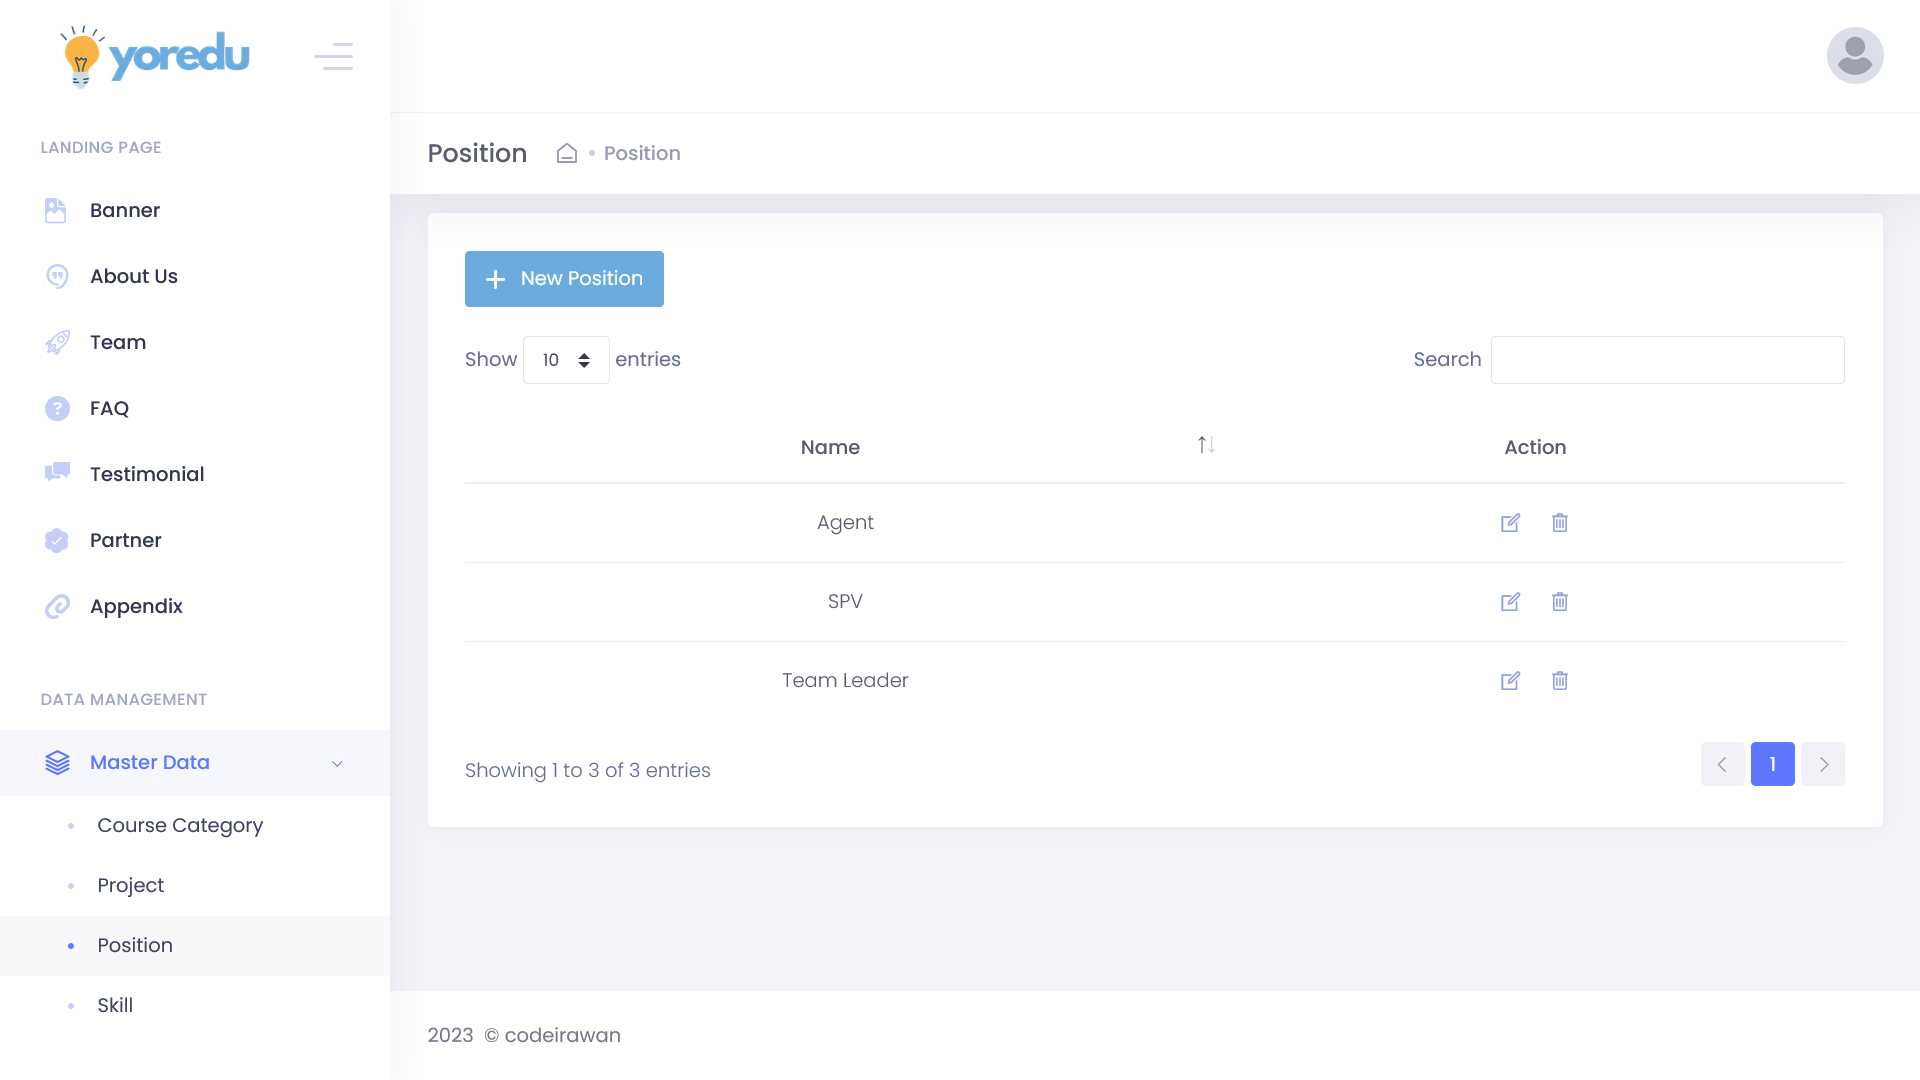 yoredu
LANDING PAGE
Banner
About Us
Team
FAQ
Testimonial
Partner
Appendix
DATA MANAGEMENT
Master Data
Course Category
Project
Position
Skill
Position • Position
New Position
Show 10 entries
Search
Name Action
Agent
SPV
Team Leader
Showing 1 to 3 of 3 entries
1
2023 © codeirawan